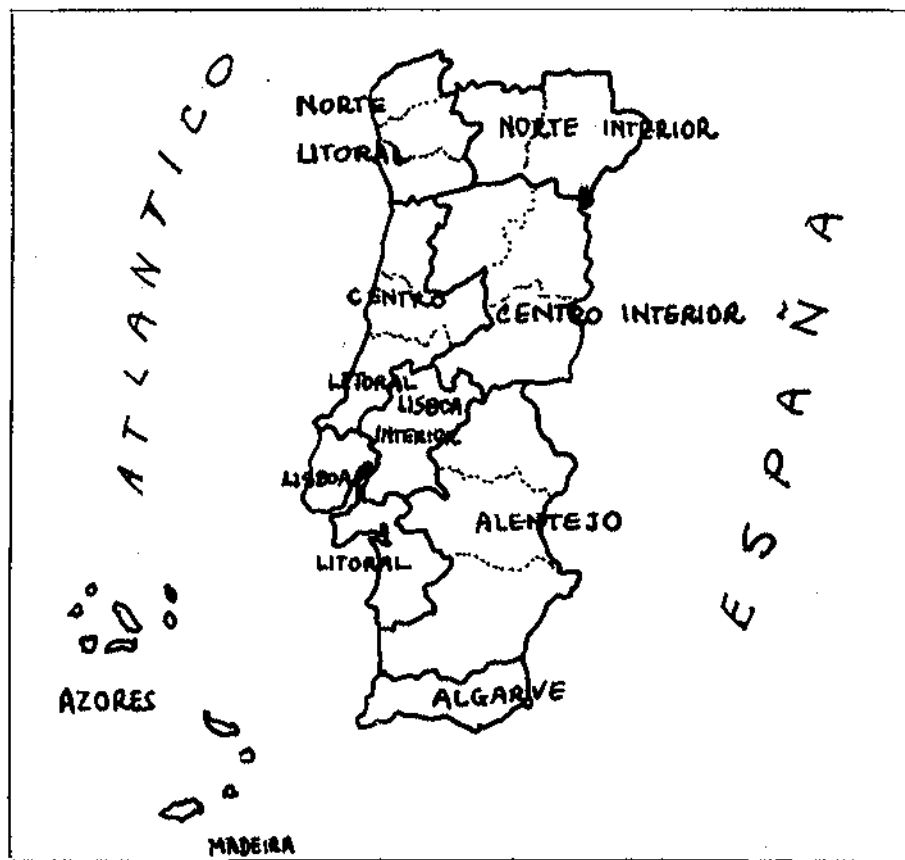 ATLANTICO
NORTE
LITORAL
NORTE INTERIOR
ESPAÑA
CENTRO
LITORAL
CENTRO INTERIOR
LISBOA
INTERIOR
LISBOA
LITORAL
ALENTEJO
ALGARVE
AZORES
MADEIRA